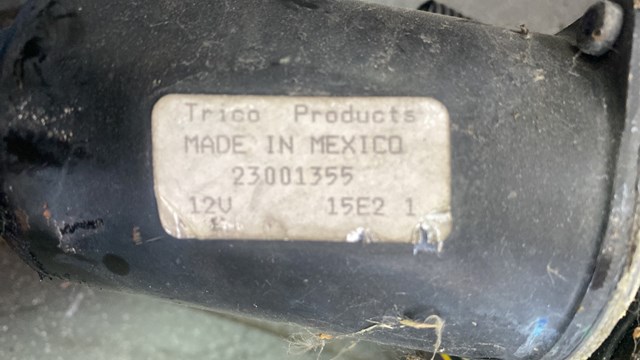 Trico Products
MADE IN MEXICO
23001355
12V 15E2 1